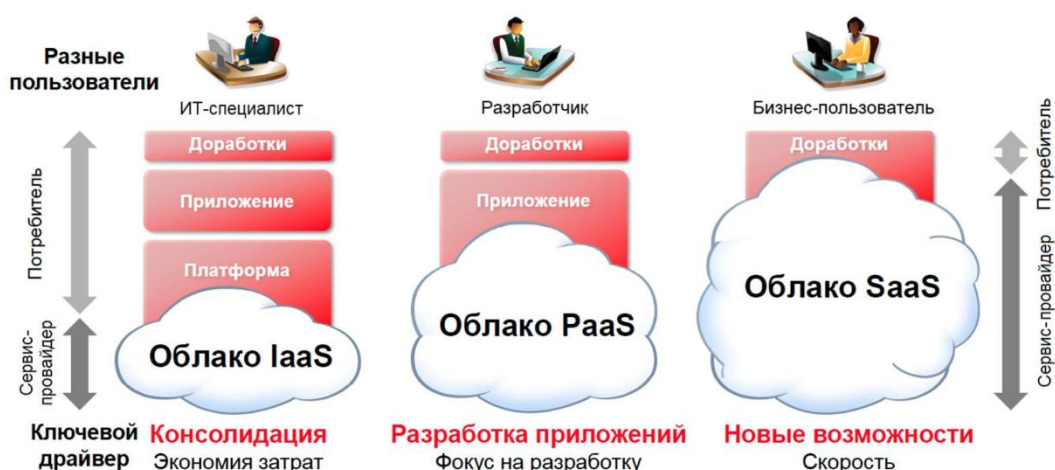 Разные
пользователи
ИТ-специалист
Разработчик
Бизнес-пользователь
Потребитель
Сервис-
провайдер
Доработки
Приложение
Платформа
Облако IaaS
Доработки
Приложение
Облако PaaS
Доработки
Облако SaaS
Потребитель
Сервис-провайдер
Ключевой
драйвер
Консолидация
Экономия затрат
Разработка приложений
Фокус на разработку
Новые возможности
Скорость